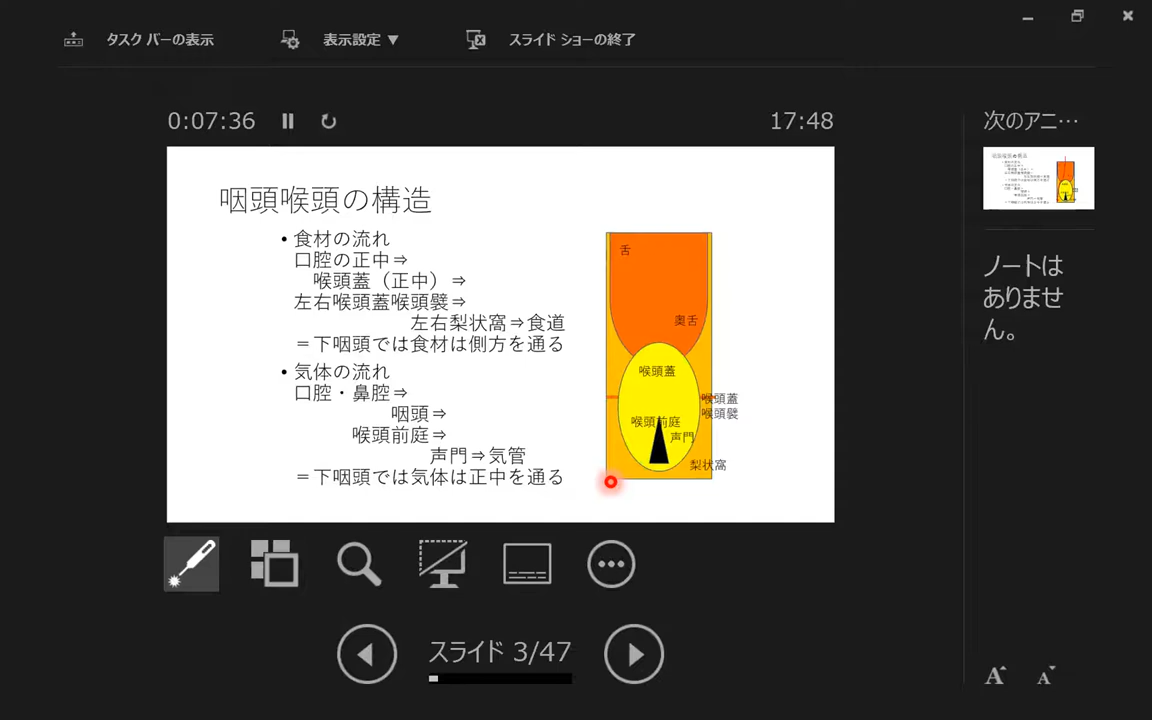 タスク バーの表示
表示設定 ▼
スライド ショーの終了
0:07:36
17:48
次のアニ…
咽頭喉頭の構造
• 食材の流れ
口腔の正中⇒
喉頭蓋（正中）⇒
左右喉頭蓋喉頭襞⇒
左右梨状窩⇒食道
＝下咽頭では食材は側方を通る
• 気体の流れ
口腔・鼻腔⇒
咽頭⇒
喉頭前庭⇒
声門⇒気管
＝下咽頭では気体は正中を通る
舌
奥舌
喉頭蓋
喉頭蓋
喉頭襞
喉頭前庭
声門
梨状窩
ノートは
ありませ
ん。
スライド 3/47
A
A